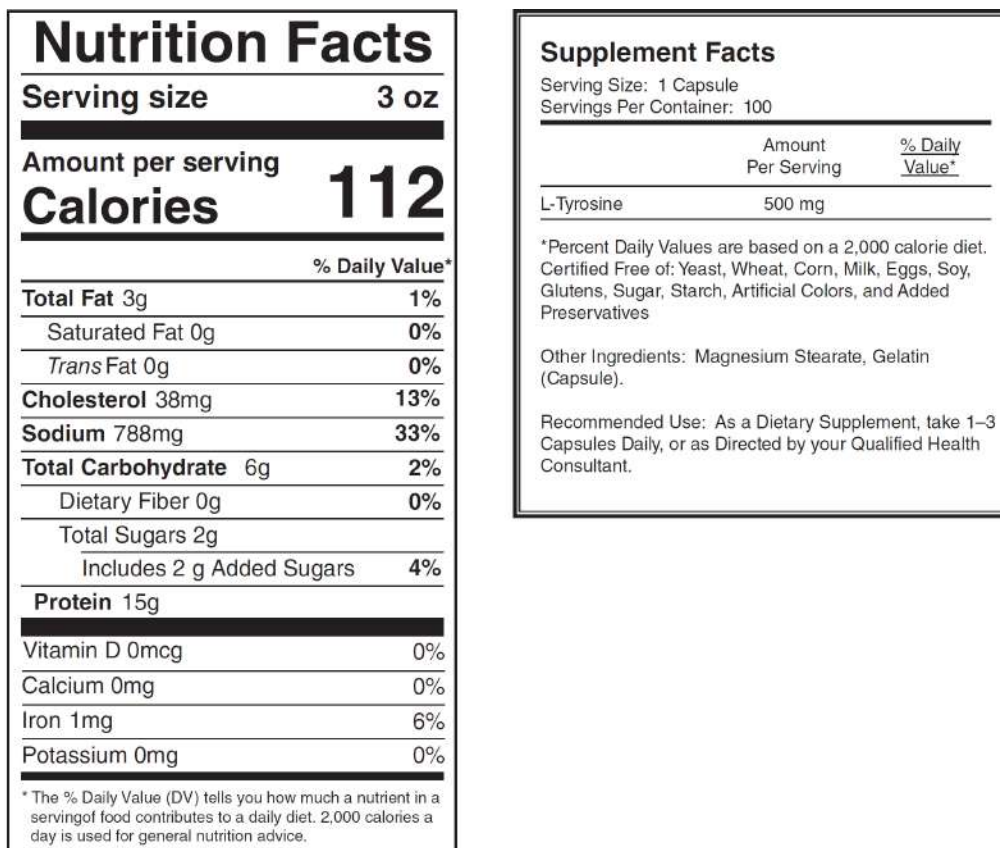 Nutrition Facts
Serving size 3 oz
Amount per serving
Calories 112
% Daily Value*
Total Fat 3g 1%
Saturated Fat 0g 0%
Trans Fat 0g 0%
Cholesterol 38mg 13%
Sodium 788mg 33%
Total Carbohydrate 6g 2%
Dietary Fiber 0g 0%
Total Sugars 2g
Includes 2 g Added Sugars 4%
Protein 15g
Vitamin D 0mcg 0%
Calcium 0mg 0%
Iron 1mg 6%
Potassium 0mg 0%
* The % Daily Value (DV) tells you how much a nutrient in a
servingof food contributes to a daily diet. 2,000 calories a
day is used for general nutrition advice.
Supplement Facts
Serving Size: 1 Capsule
Servings Per Container: 100
Amount % Daily
Per Serving Value*
L-Tyrosine 500 mg
*Percent Daily Values are based on a 2,000 calorie diet.
Certified Free of: Yeast, Wheat, Corn, Milk, Eggs, Soy,
Glutens, Sugar, Starch, Artificial Colors, and Added
Preservatives
Other Ingredients: Magnesium Stearate, Gelatin
(Capsule).
Recommended Use: As a Dietary Supplement, take 1–3
Capsules Daily, or as Directed by your Qualified Health
Consultant.